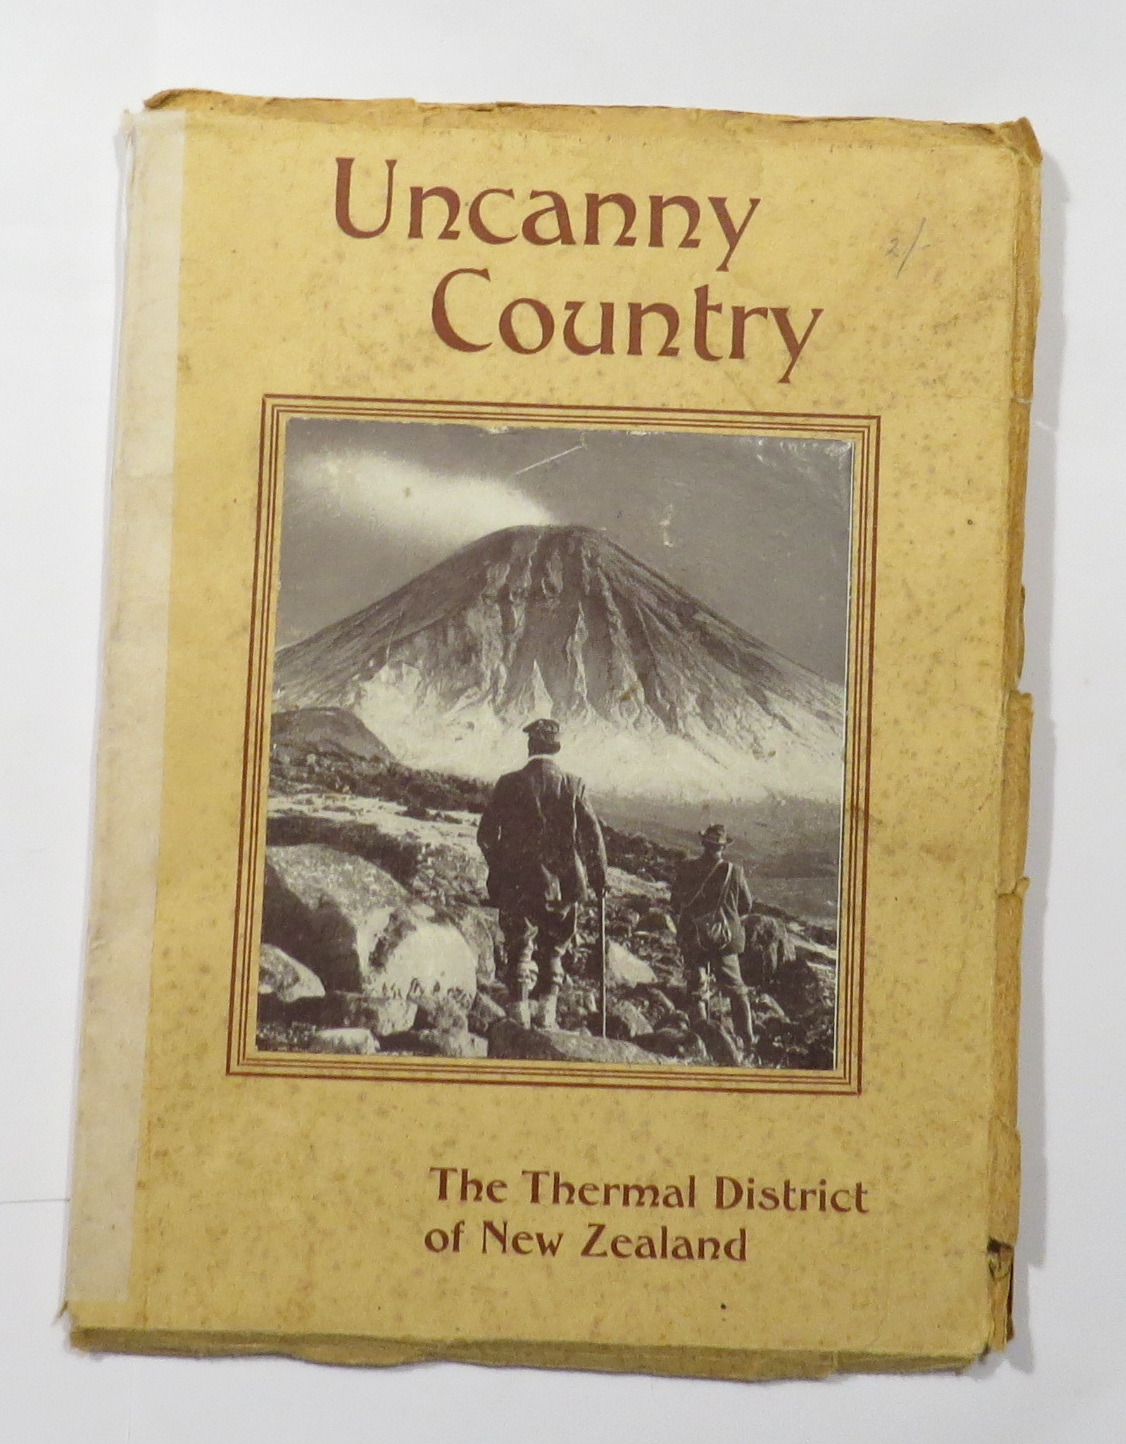 Uncanny
Country
2/-
The Thermal District
of New Zealand